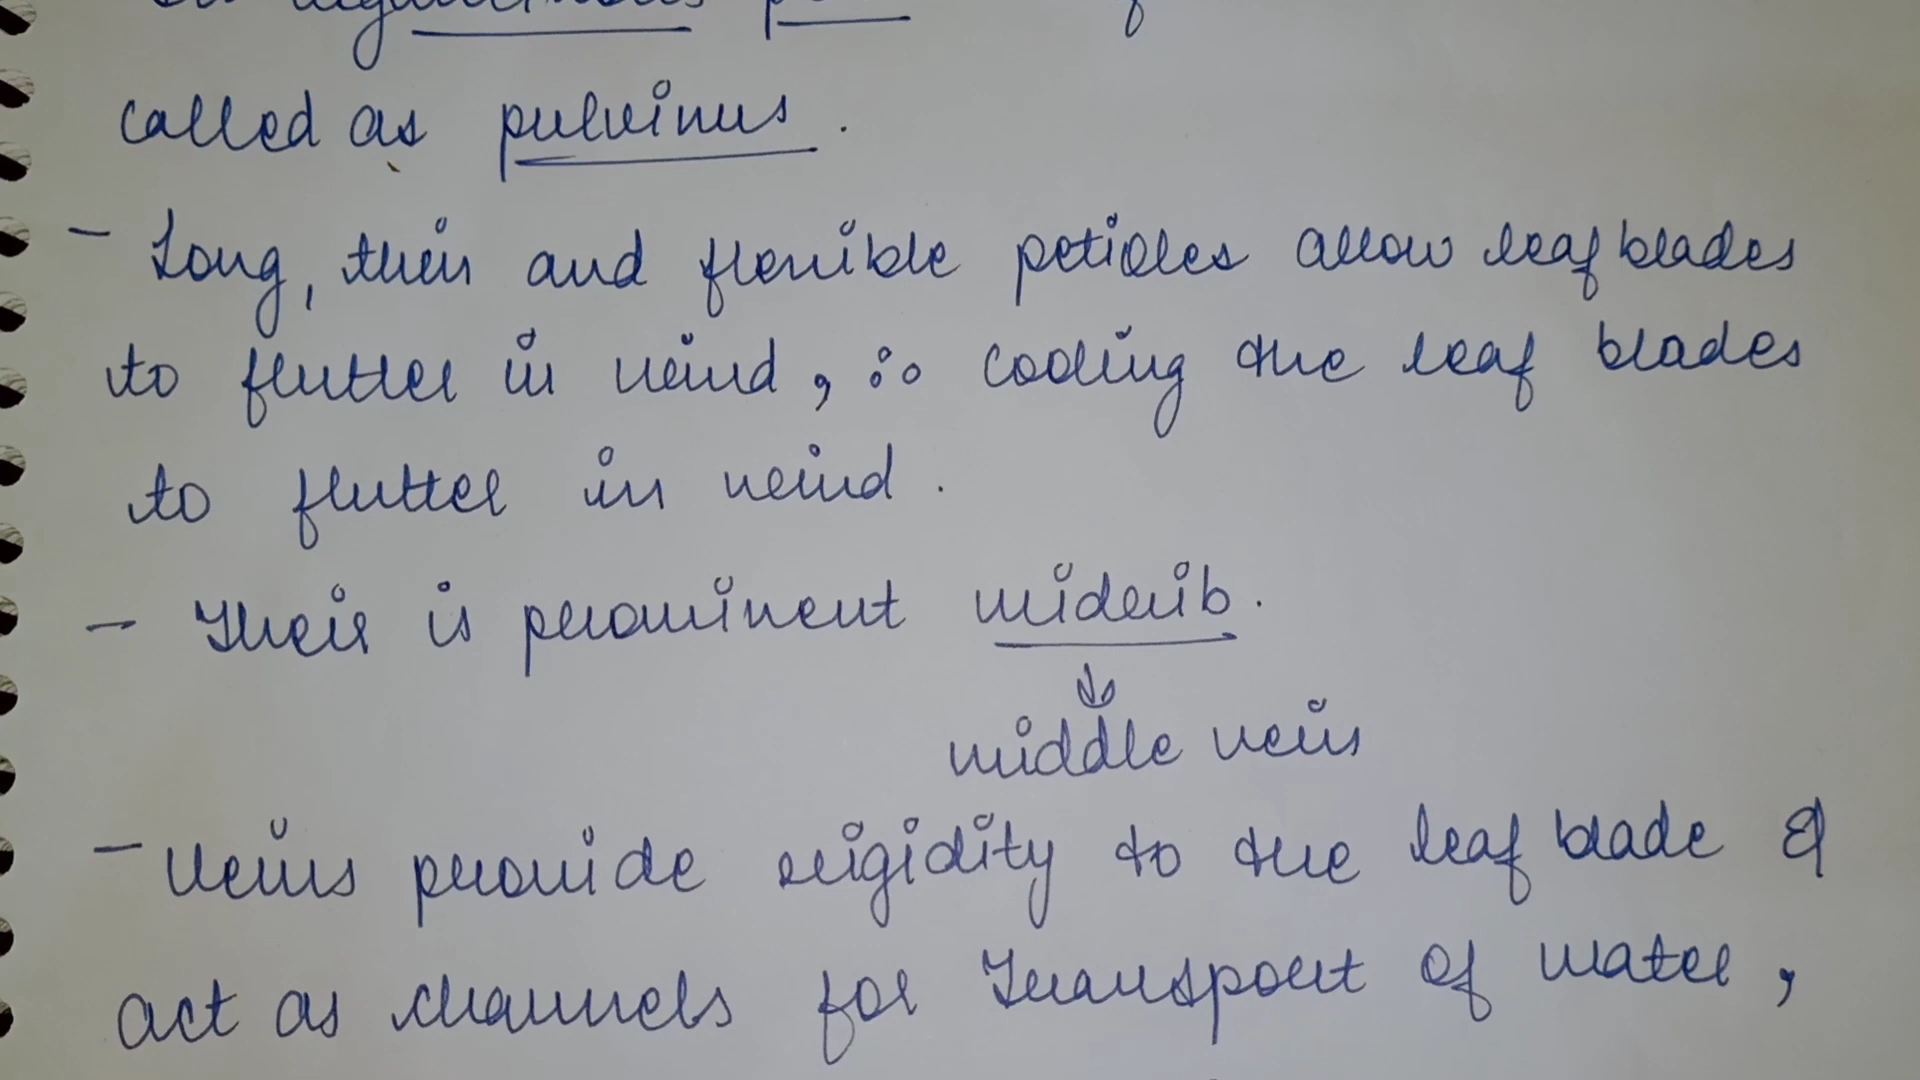 called as pulvinus.
- Long, thin and flexible petioles allow leaf blades
to flutter in wind, ∴ cooling the leaf blades
to flutter in wind.
- Their is prominent midrib.
↓
middle vein
- Veins provide rigidity to the leaf blade &
act as channels for Transport of water,